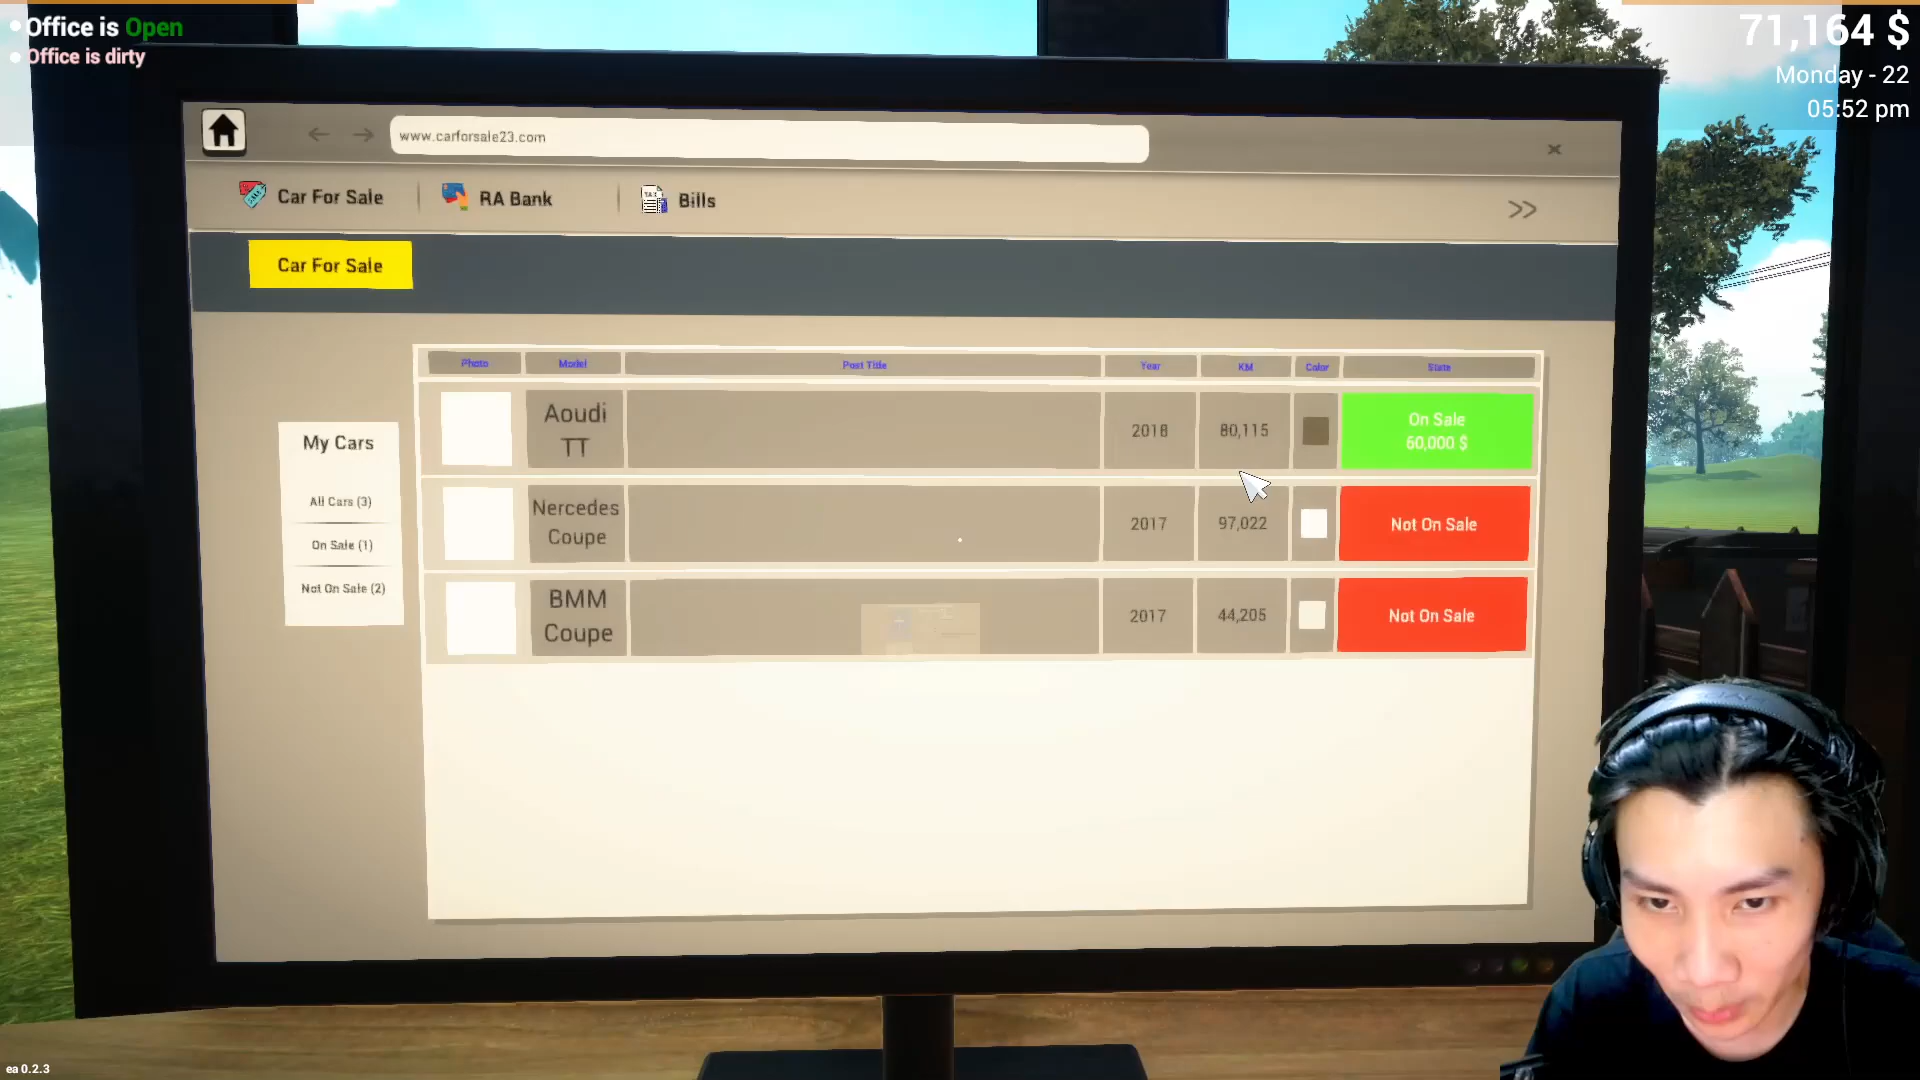 Office is Open
Office is dirty
71,164 $
Monday - 22
05:52 pm
www.carforsale23.com
Car For Sale
RA Bank
Bills
>>
Car For Sale
Photo
Model
Post Title
Year
KM
Color
State
Aoudi
TT
2018
80,115
On Sale
60,000 $
My Cars
All Cars (3)
On Sale (1)
Not On Sale (2)
Nercedes
Coupe
2017
97,022
Not On Sale
BMM
Coupe
2017
44,205
Not On Sale
ea 0.2.3